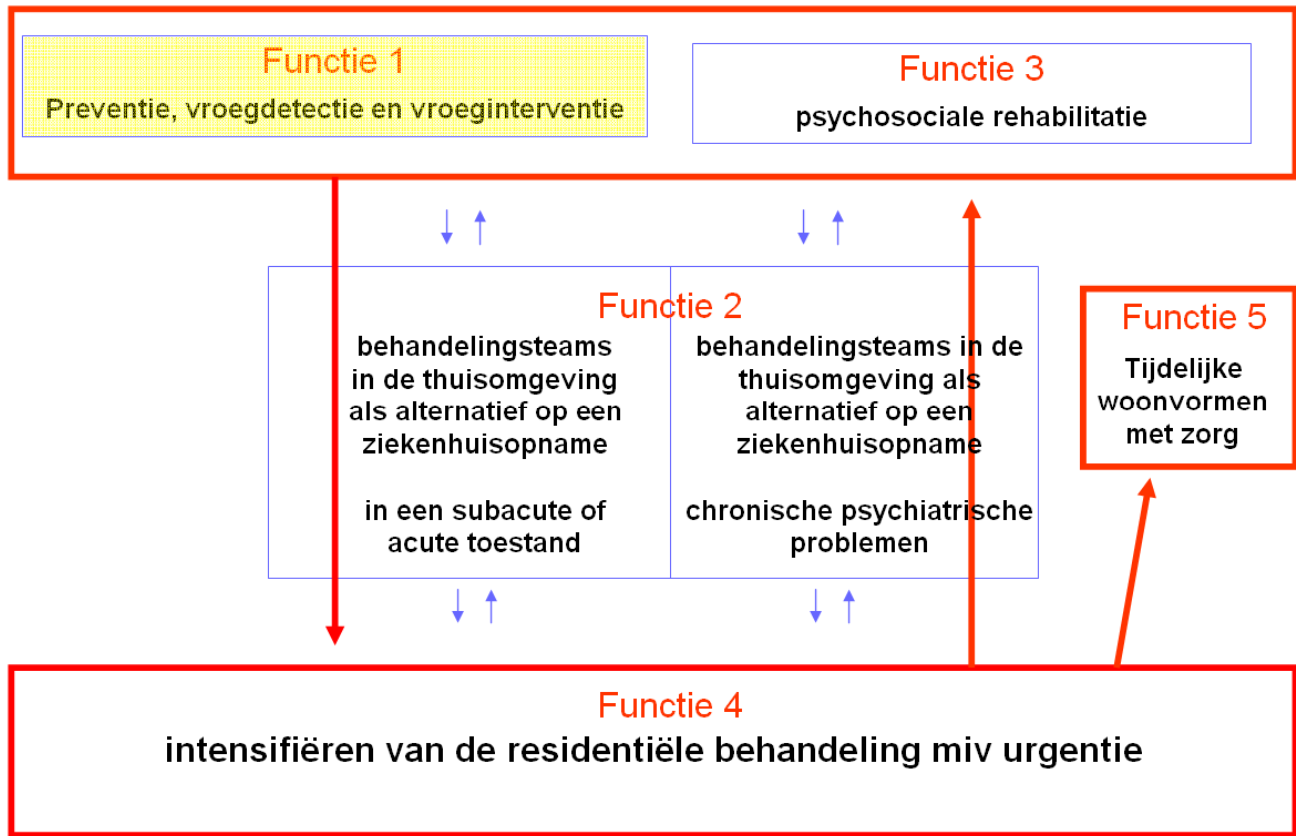 Functie 1
Preventie, vroegdetectie en vroeginterventie
Functie 3
psychosociale rehabilitatie
Functie 2
behandelingsteams
in de thuisomgeving
als alternatief op een
ziekenhuisopname
in een subacute of
acute toestand
behandelingsteams in de
thuisomgeving als
alternatief op een
ziekenhuisopname
chronische psychiatrische
problemen
Functie 5
Tijdelijke
woonvormen
met zorg
Functie 4
intensifiëren van de residentiële behandeling miv urgentie